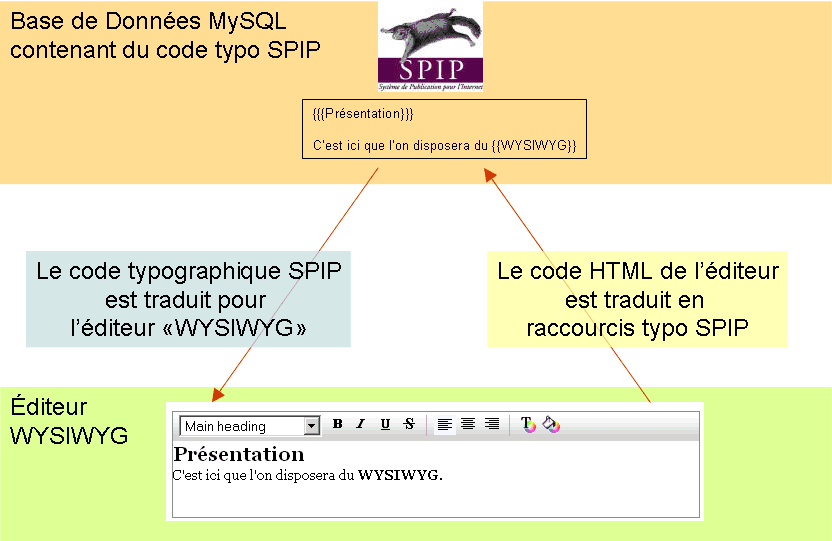 Base de Données MySQL
contenant du code typo SPIP
SPIP
Système de Publication pour l'Internet
{{{Présentation}}}
C'est ici que l'on disposera du {{WYSIWYG}}
Le code typographique SPIP
est traduit pour
l'éditeur «WYSIWYG»
Le code HTML de l'éditeur
est traduit en
raccourcis typo SPIP
Éditeur
WYSIWYG
Main heading B I U S T
Présentation
C'est ici que l'on disposera du WYSIWYG.